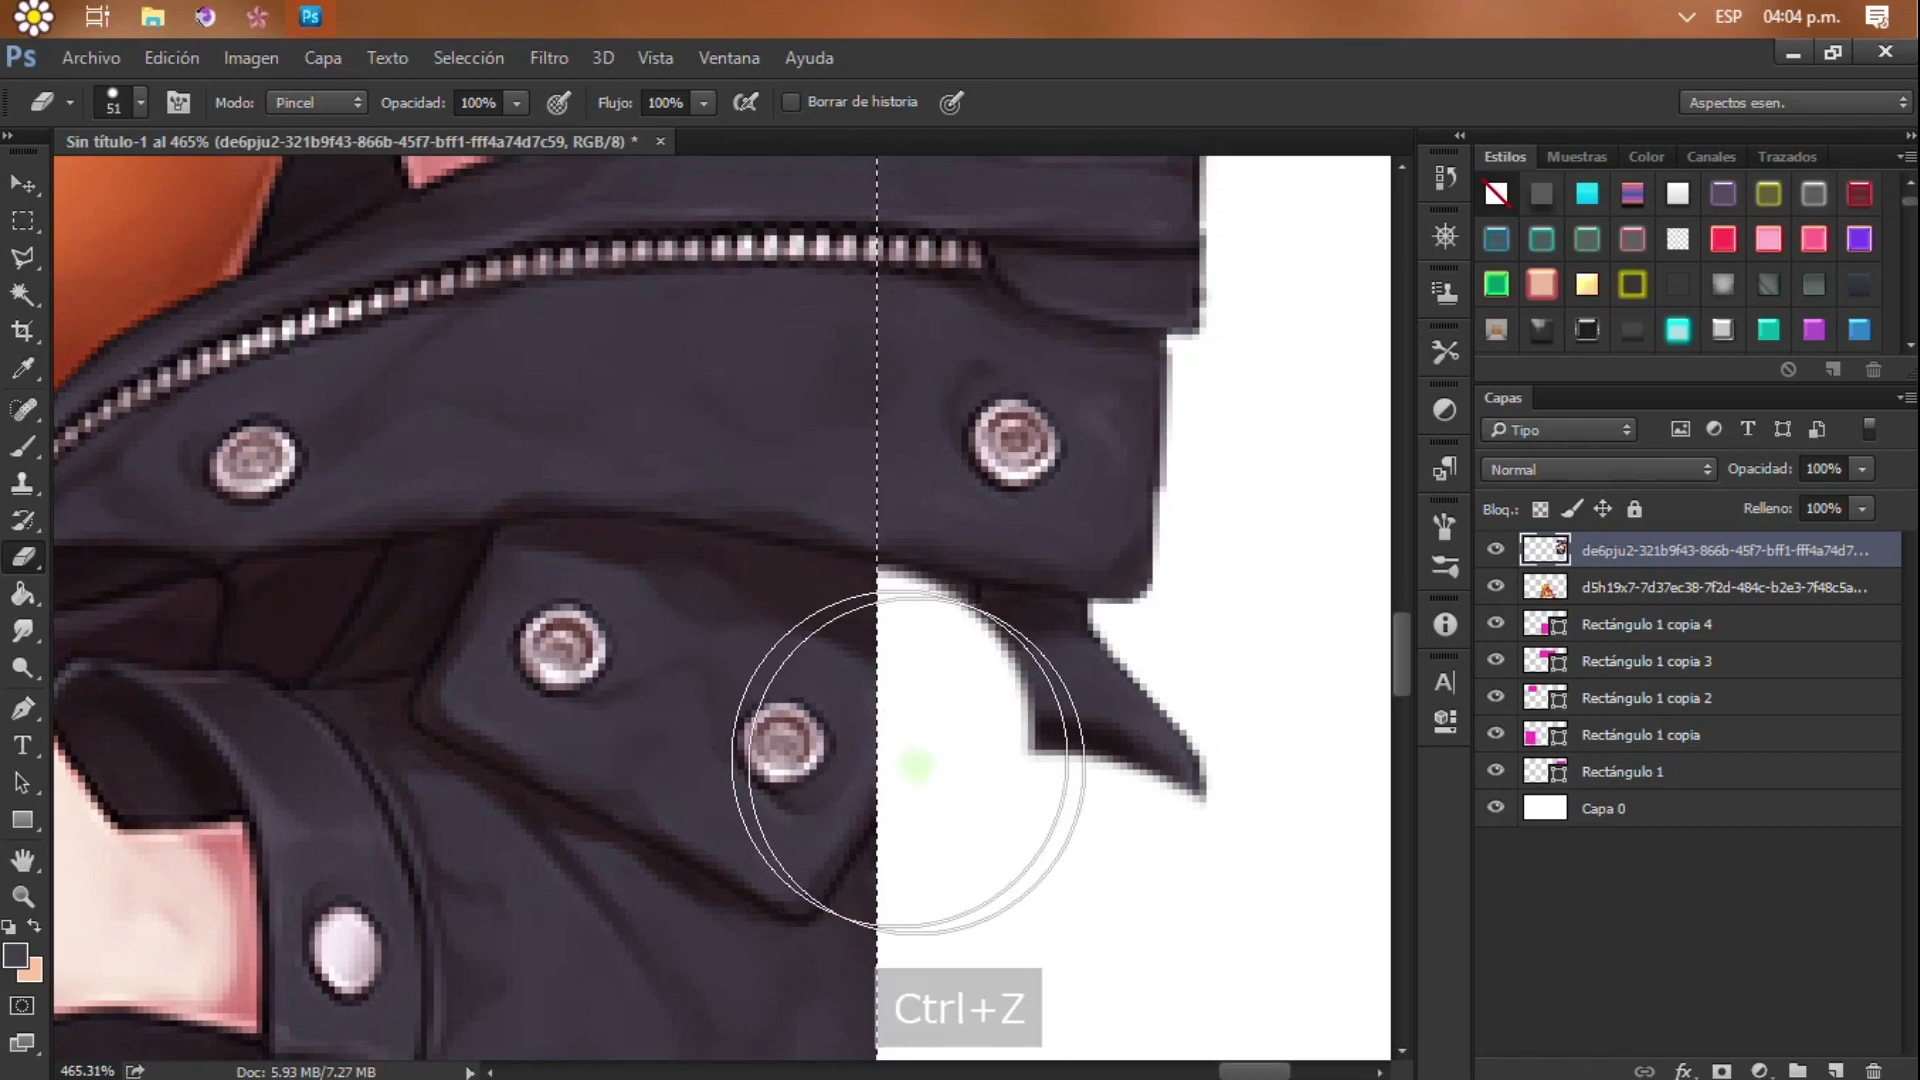 Ps
ESP 04:04 p.m.
Ps Archivo Edición Imagen Capa Texto Selección Filtro 3D Vista Ventana Ayuda
51 Modo: Pincel Opacidad: 100% Flujo: 100% Borrar de historia Aspectos esen.
Sin título-1 al 465% (de6pju2-321b9f43-866b-45f7-bff1-fff4a74d7c59, RGB/8) *
Estilos Muestras Color Canales Trazados
Capas
Tipo
Normal Opacidad: 100%
Bloq.: Relleno: 100%
de6pju2-321b9f43-866b-45f7-bff1-fff4a74d7...
d5h19x7-7d37ec38-7f2d-484c-b2e3-7f48c5a...
Rectángulo 1 copia 4
Rectángulo 1 copia 3
Rectángulo 1 copia 2
Rectángulo 1 copia
Rectángulo 1
Capa 0
Ctrl+Z
465.31% Doc: 5.93 MB/7.27 MB